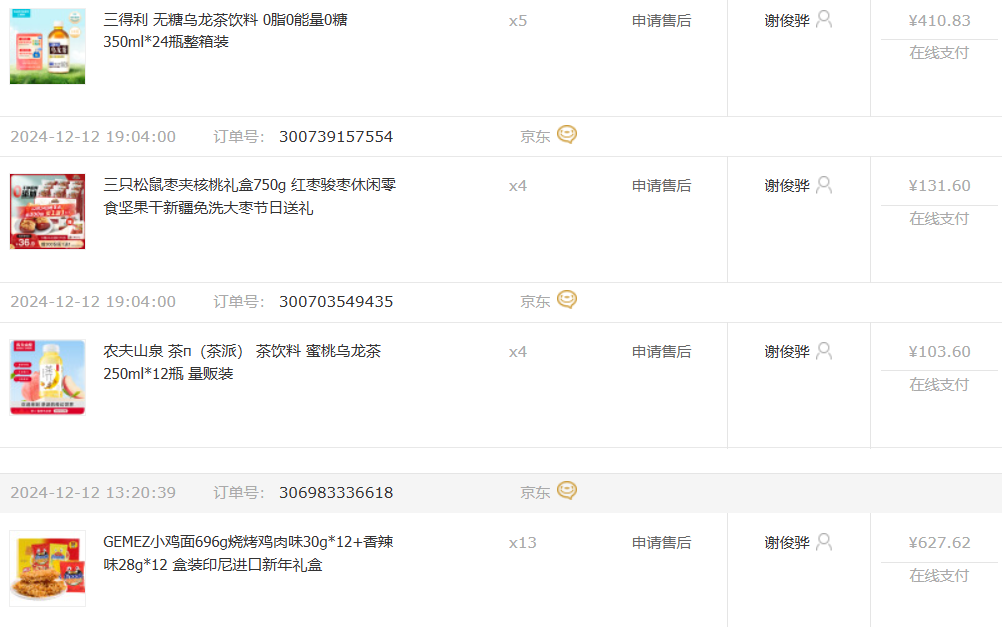 三得利 无糖乌龙茶饮料 0脂0能量0糖
350ml*24瓶整箱装
x5
申请售后
谢俊骅
¥410.83
在线支付
2024-12-12 19:04:00 订单号： 300739157554 京东
三只松鼠枣夹核桃礼盒750g 红枣骏枣休闲零
食坚果干新疆免洗大枣节日送礼
x4
申请售后
谢俊骅
¥131.60
在线支付
2024-12-12 19:04:00 订单号： 300703549435 京东
农夫山泉 茶π（茶派） 茶饮料 蜜桃乌龙茶
250ml*12瓶 量贩装
x4
申请售后
谢俊骅
¥103.60
在线支付
2024-12-12 13:20:39 订单号： 306983336618 京东
GEMEZ小鸡面696g烧烤鸡肉味30g*12+香辣
味28g*12 盒装印尼进口新年礼盒
x13
申请售后
谢俊骅
¥627.62
在线支付